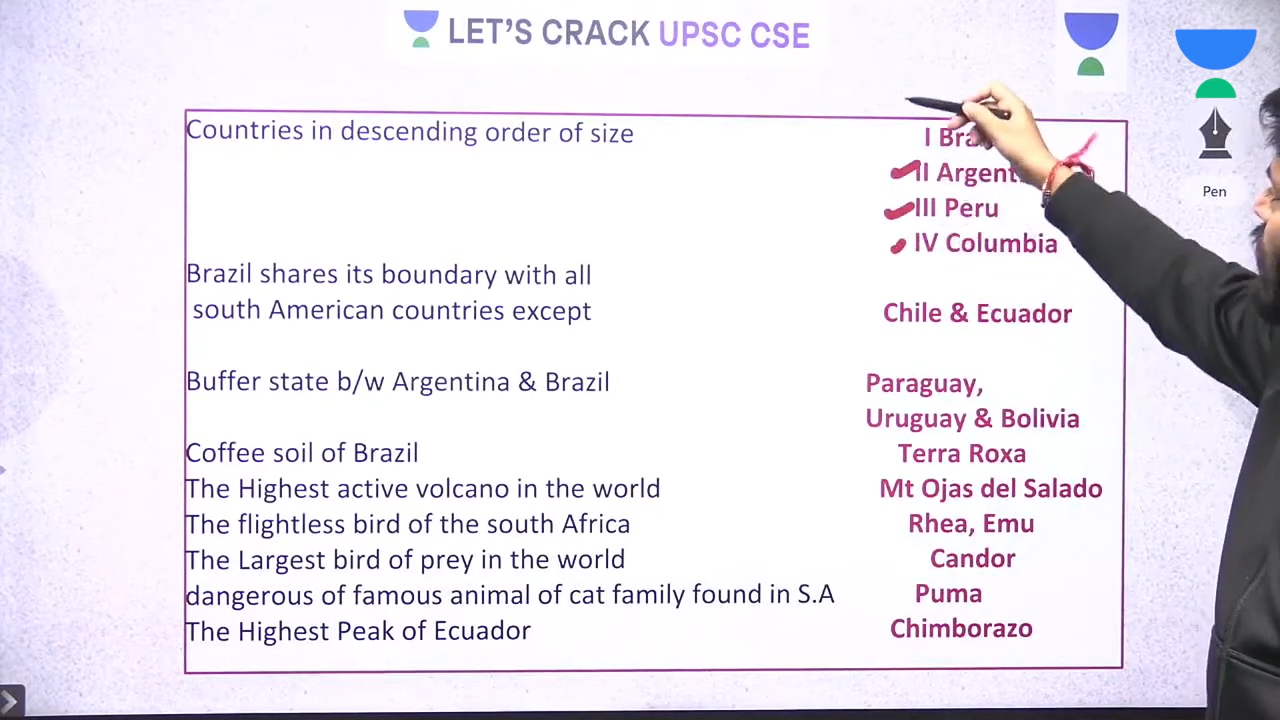 LET'S CRACK UPSC CSE
Pen
Countries in descending order of size
I
II
III Peru
IV Columbia
Brazil shares its boundary with all
south American countries except
Chile & Ecuador
Buffer state b/w Argentina & Brazil
Paraguay,
Uruguay & Bolivia
Coffee soil of Brazil
Terra Roxa
The Highest active volcano in the world
Mt Ojas del Salado
The flightless bird of the south Africa
Rhea, Emu
The Largest bird of prey in the world
Candor
dangerous of famous animal of cat family found in S.A
Puma
The Highest Peak of Ecuador
Chimborazo